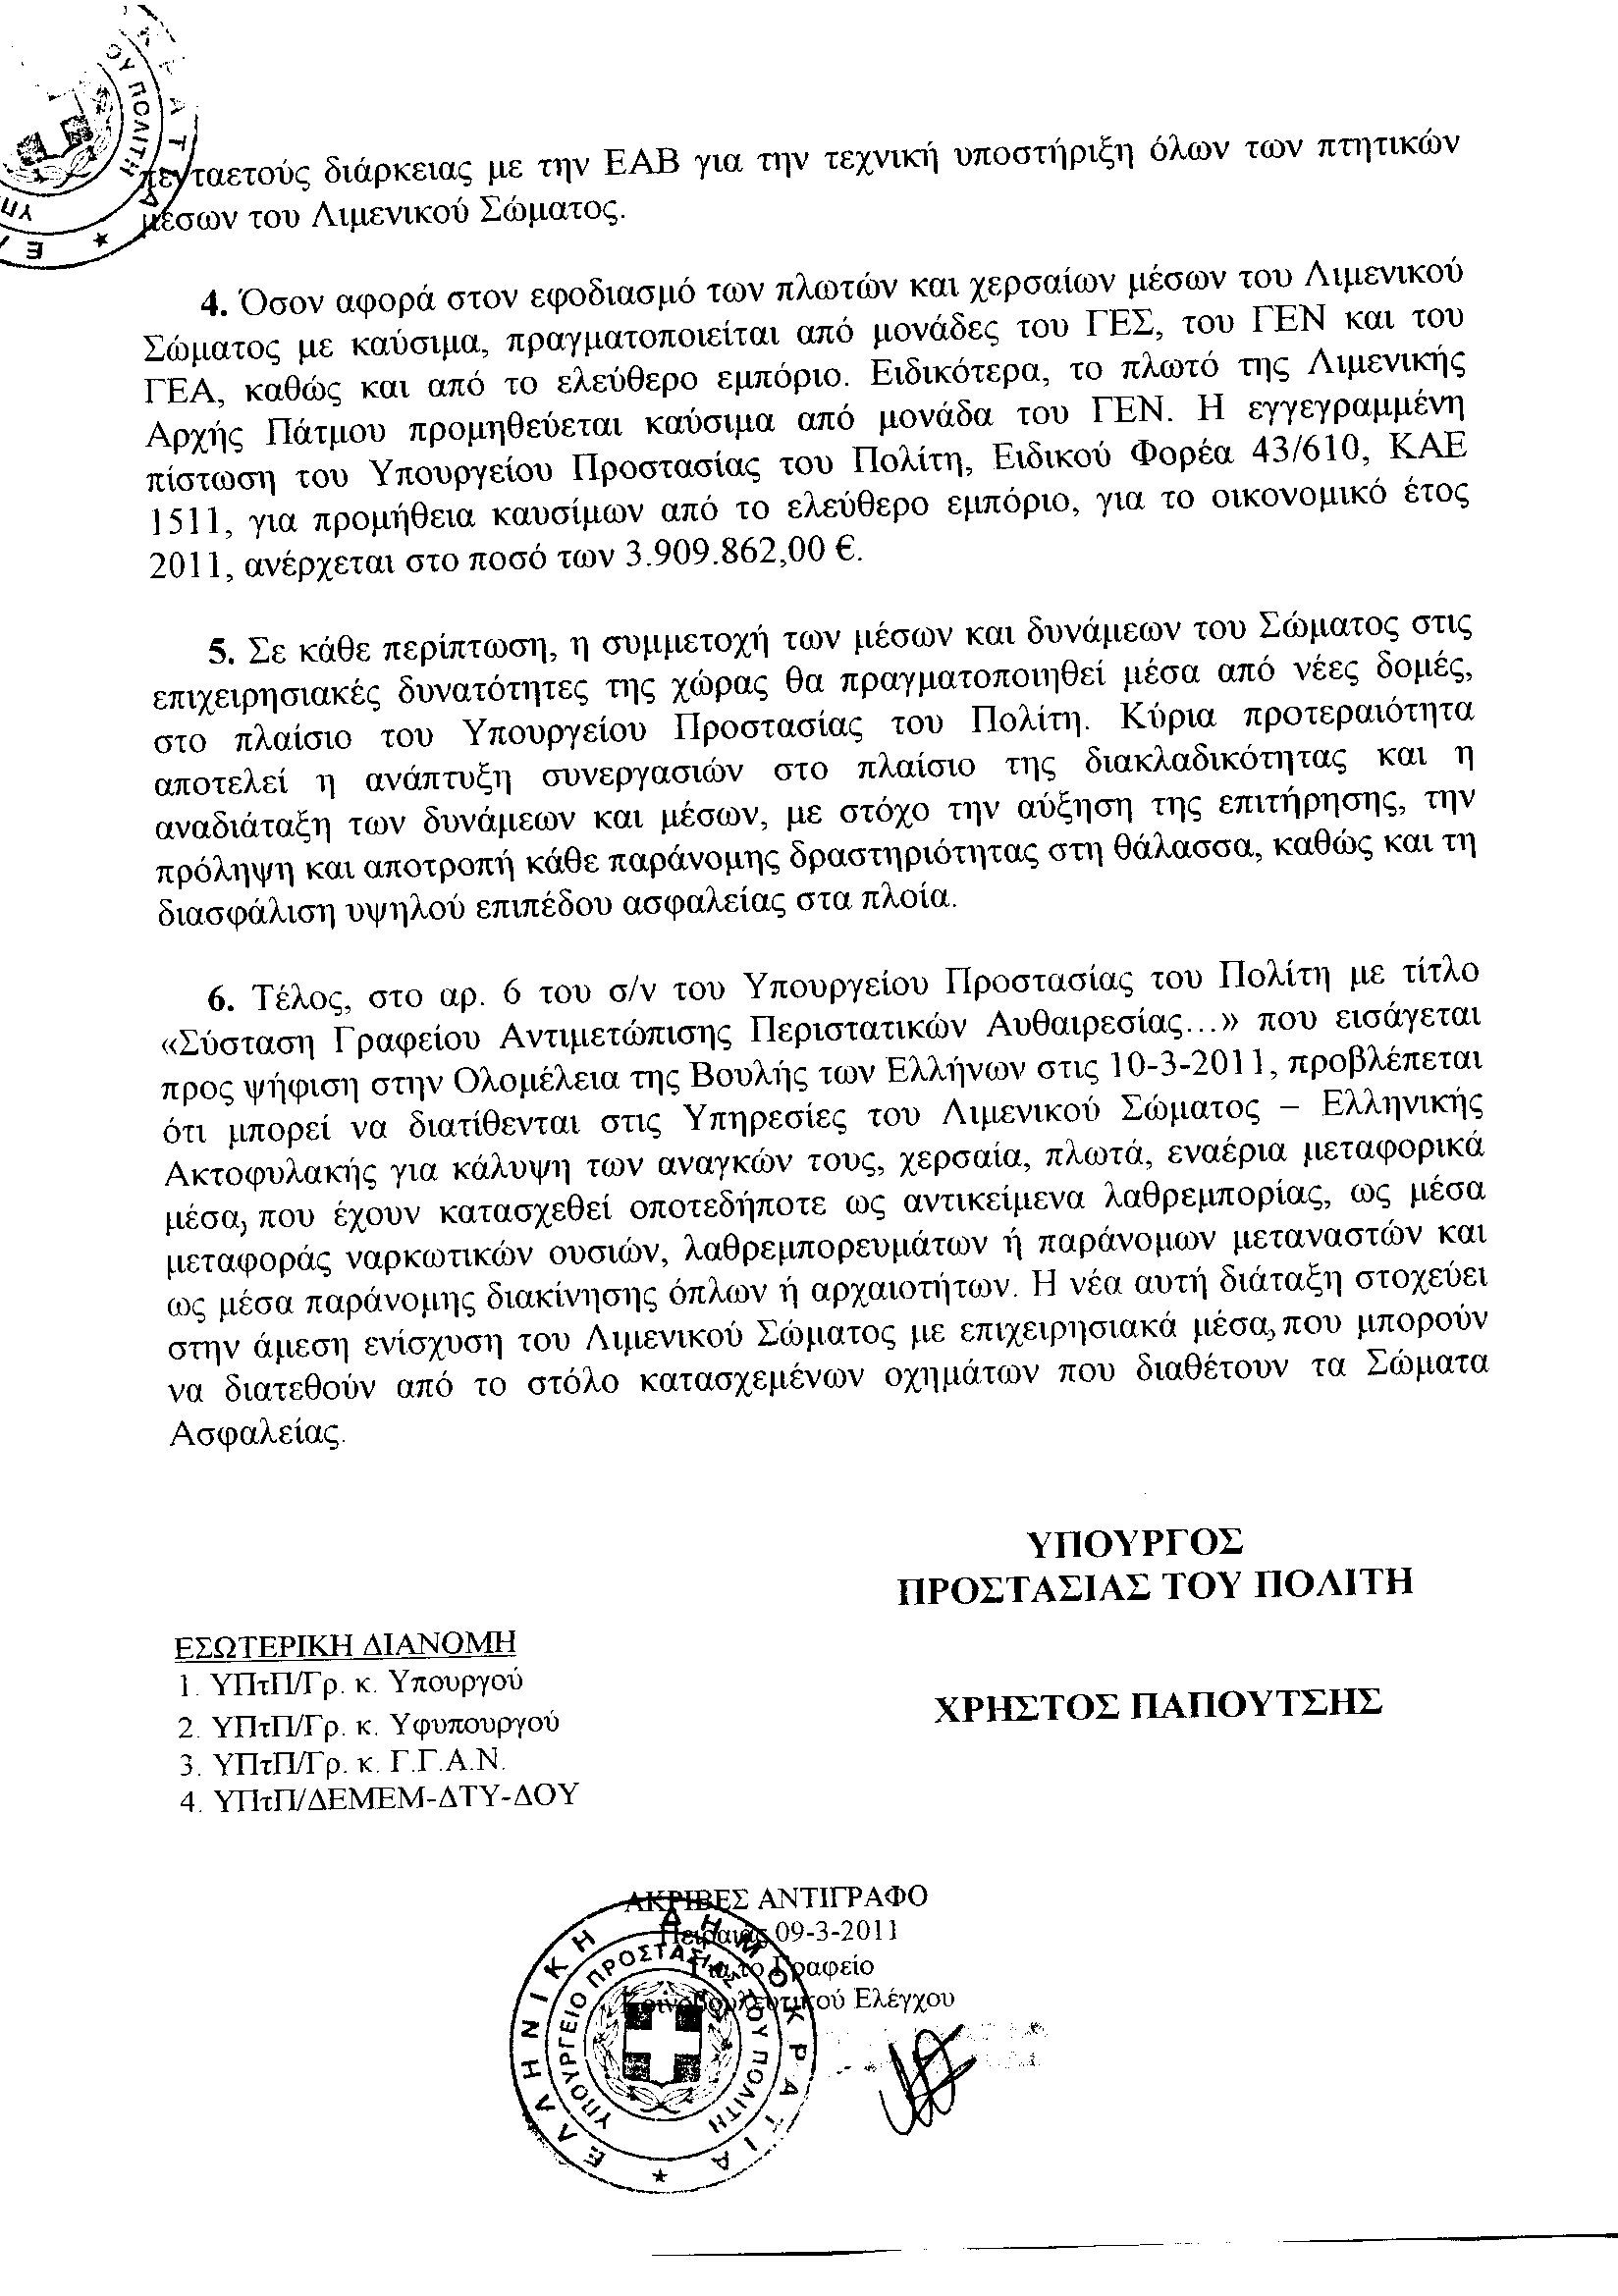 πενταετούς διάρκειας με την ΕΑΒ για την τεχνική υποστήριξη όλων των πτητικών
μέσων του Λιμενικού Σώματος.
4. Όσον αφορά στον εφοδιασμό των πλωτών και χερσαίων μέσων του Λιμενικού
Σώματος με καύσιμα, πραγματοποιείται από μονάδες του ΓΕΣ, του ΓΕΝ και του
ΓΕΑ, καθώς και από το ελεύθερο εμπόριο. Ειδικότερα, το πλωτό της Λιμενικής
Αρχής Πάτμου προμηθεύεται καύσιμα από μονάδα του ΓΕΝ. Η εγγεγραμμένη
πίστωση του Υπουργείου Προστασίας του Πολίτη, Ειδικού Φορέα 43/610, ΚΑΕ
1511, για προμήθεια καυσίμων από το ελεύθερο εμπόριο, για το οικονομικό έτος
2011, ανέρχεται στο ποσό των 3.909.862,00 €.
5. Σε κάθε περίπτωση, η συμμετοχή των μέσων και δυνάμεων του Σώματος στις
επιχειρησιακές δυνατότητες της χώρας θα πραγματοποιηθεί μέσα από νέες δομές,
στο πλαίσιο του Υπουργείου Προστασίας του Πολίτη. Κύρια προτεραιότητα
αποτελεί η ανάπτυξη συνεργασιών στο πλαίσιο της διακλαδικότητας και η
αναδιάταξη των δυνάμεων και μέσων, με στόχο την αύξηση της επιτήρησης, την
πρόληψη και αποτροπή κάθε παράνομης δραστηριότητας στη θάλασσα, καθώς και τη
διασφάλιση υψηλού επιπέδου ασφαλείας στα πλοία.
6. Τέλος, στο αρ. 6 του σ/ν του Υπουργείου Προστασίας του Πολίτη με τίτλο
«Σύσταση Γραφείου Αντιμετώπισης Περιστατικών Αυθαιρεσίας...» που εισάγεται
προς ψήφιση στην Ολομέλεια της Βουλής των Ελλήνων στις 10-3-2011, προβλέπεται
ότι μπορεί να διατίθενται στις Υπηρεσίες του Λιμενικού Σώματος – Ελληνικής
Ακτοφυλακής για κάλυψη των αναγκών τους, χερσαία, πλωτά, εναέρια μεταφορικά
μέσα, που έχουν κατασχεθεί οποτεδήποτε ως αντικείμενα λαθρεμπορίας, ως μέσα
μεταφοράς ναρκωτικών ουσιών, λαθρεμπορευμάτων ή παράνομων μεταναστών και
ως μέσα παράνομης διακίνησης όπλων ή αρχαιοτήτων. Η νέα αυτή διάταξη στοχεύει
στην άμεση ενίσχυση του Λιμενικού Σώματος με επιχειρησιακά μέσα, που μπορούν
να διατεθούν από το στόλο κατασχεμένων οχημάτων που διαθέτουν τα Σώματα
Ασφαλείας.
ΥΠΟΥΡΓΟΣ
ΠΡΟΣΤΑΣΙΑΣ ΤΟΥ ΠΟΛΙΤΗ
ΧΡΗΣΤΟΣ ΠΑΠΟΥΤΣΗΣ
ΕΣΩΤΕΡΙΚΗ ΔΙΑΝΟΜΗ
1. ΥΠτΠ/Γρ. κ. Υπουργού
2. ΥΠτΠ/Γρ. κ. Υφυπουργού
3. ΥΠτΠ/Γρ. κ. Γ.Γ.Α.Ν.
4. ΥΠτΠ/ΔΕΜΕΜ-ΔΤΥ-ΔΟΥ
ΑΚΡΙΒΕΣ ΑΝΤΙΓΡΑΦΟ
Πειραιάς 09-3-2011
Για το Γραφείο
Κοινοβουλευτικού Ελέγχου
ΕΛΛΗΝΙΚΗ ΔΗΜΟΚΡΑΤΙΑ
ΥΠΟΥΡΓΕΙΟ ΠΡΟΣΤΑΣΙΑΣ ΤΟΥ ΠΟΛΙΤΗ